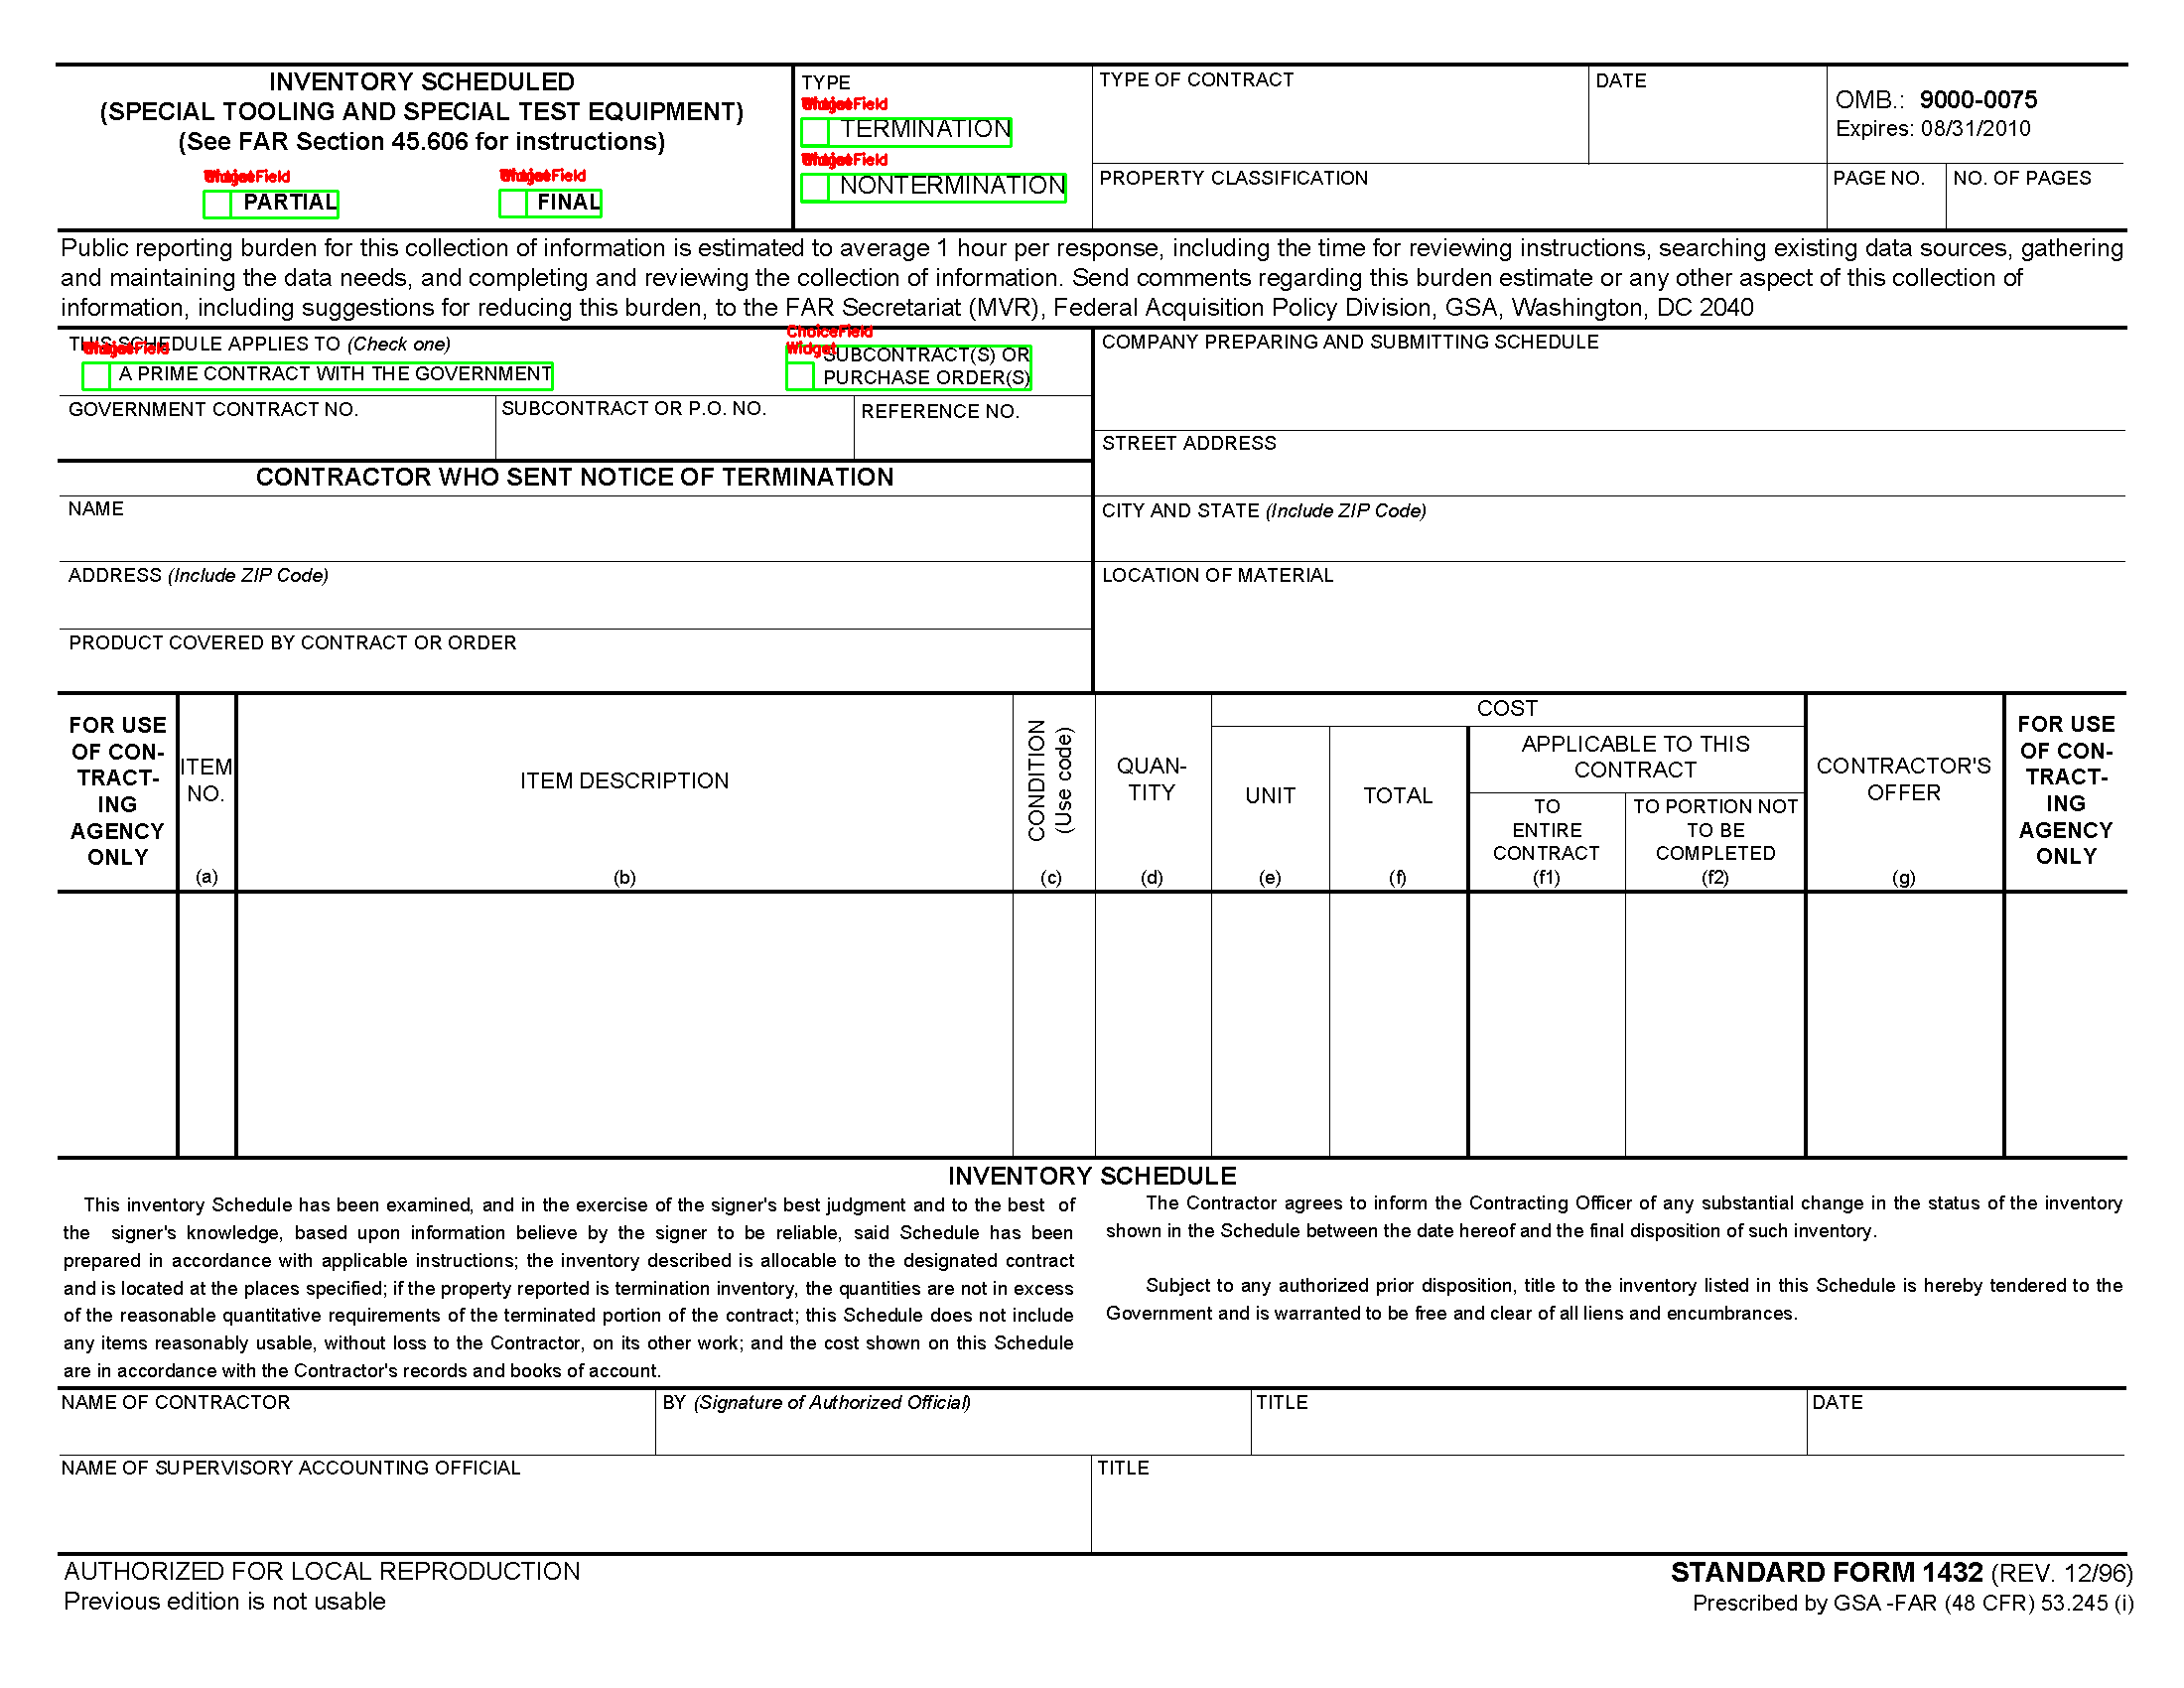 INVENTORY SCHEDULED
(SPECIAL TOOLING AND SPECIAL TEST EQUIPMENT)
(See FAR Section 45.606 for instructions)
ChoiceField
PARTIAL
ChoiceField
FINAL
TYPE
ChoiceField
TERMINATION
ChoiceField
NONTERMINATION
TYPE OF CONTRACT
DATE
OMB.: 9000-0075
Expires: 08/31/2010
PROPERTY CLASSIFICATION
PAGE NO.
NO. OF PAGES
Public reporting burden for this collection of information is estimated to average 1 hour per response, including the time for reviewing instructions, searching existing data sources, gathering
and maintaining the data needs, and completing and reviewing the collection of information. Send comments regarding this burden estimate or any other aspect of this collection of
information, including suggestions for reducing this burden, to the FAR Secretariat (MVR), Federal Acquisition Policy Division, GSA, Washington, DC 2040
THIS SCHEDULE APPLIES TO (Check one)
ChoiceField
A PRIME CONTRACT WITH THE GOVERNMENT
ChoiceField
Widget
SUBCONTRACT(S) OR
PURCHASE ORDER(S)
COMPANY PREPARING AND SUBMITTING SCHEDULE
GOVERNMENT CONTRACT NO.
SUBCONTRACT OR P.O. NO.
REFERENCE NO.
STREET ADDRESS
CONTRACTOR WHO SENT NOTICE OF TERMINATION
NAME
CITY AND STATE (Include ZIP Code)
ADDRESS (Include ZIP Code)
LOCATION OF MATERIAL
PRODUCT COVERED BY CONTRACT OR ORDER
FOR USE
OF CON-
TRACT-
ING
AGENCY
ONLY
ITEM
NO.
(a)
ITEM DESCRIPTION
(b)
CONDITION
(Use code)
(c)
QUAN-
TITY
(d)
COST
UNIT
(e)
TOTAL
(f)
APPLICABLE TO THIS
CONTRACT
TO
ENTIRE
CONTRACT
(f1)
TO PORTION NOT
TO BE
COMPLETED
(f2)
CONTRACTOR'S
OFFER
(g)
FOR USE
OF CON-
TRACT-
ING
AGENCY
ONLY
INVENTORY SCHEDULE
This inventory Schedule has been examined, and in the exercise of the signer's best judgment and to the best of
the signer's knowledge, based upon information believe by the signer to be reliable, said Schedule has been
prepared in accordance with applicable instructions; the inventory described is allocable to the designated contract
and is located at the places specified; if the property reported is termination inventory, the quantities are not in excess
of the reasonable quantitative requirements of the terminated portion of the contract; this Schedule does not include
any items reasonably usable, without loss to the Contractor, on its other work; and the cost shown on this Schedule
are in accordance with the Contractor's records and books of account.
The Contractor agrees to inform the Contracting Officer of any substantial change in the status of the inventory
shown in the Schedule between the date hereof and the final disposition of such inventory.
Subject to any authorized prior disposition, title to the inventory listed in this Schedule is hereby tendered to the
Government and is warranted to be free and clear of all liens and encumbrances.
NAME OF CONTRACTOR
BY (Signature of Authorized Official)
TITLE
DATE
NAME OF SUPERVISORY ACCOUNTING OFFICIAL
TITLE
AUTHORIZED FOR LOCAL REPRODUCTION
Previous edition is not usable
STANDARD FORM 1432 (REV. 12/96)
Prescribed by GSA -FAR (48 CFR) 53.245 (i)